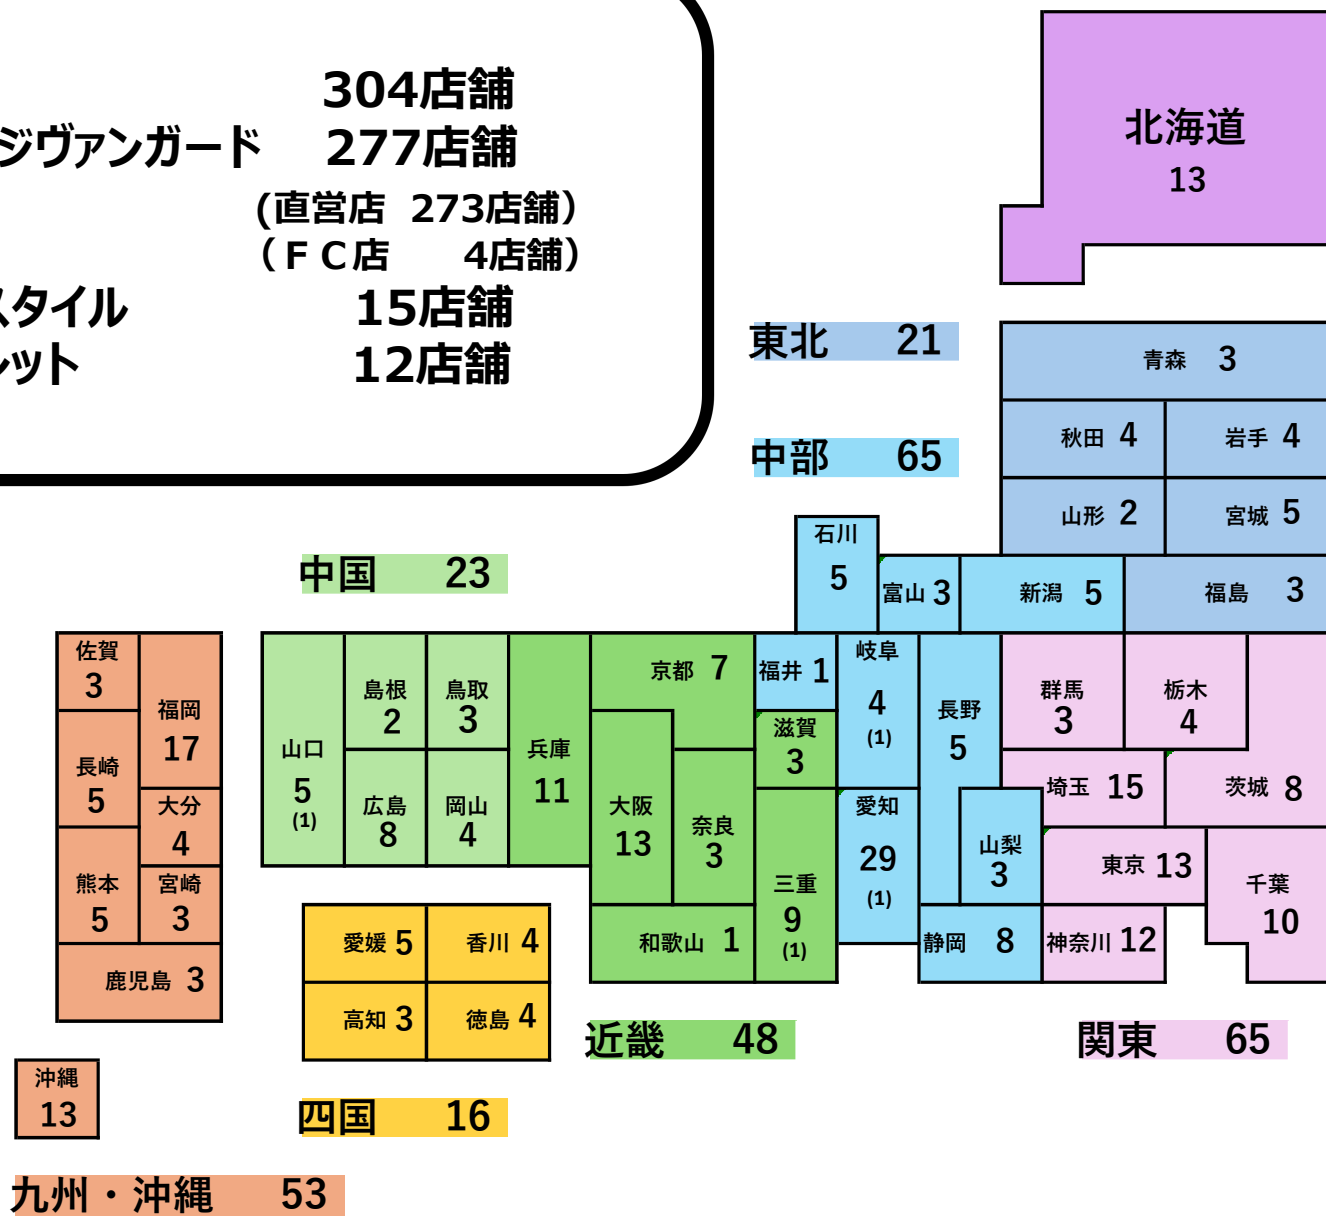 304店舗
ジヴァンガード 277店舗
(直営店 273店舗）
（ＦＣ店 4店舗）
スタイル 15店舗
レット 12店舗
北海道
13
東北 21
青森 3
秋田 4
岩手 4
中部 65
山形 2
宮城 5
石川
5
富山 3
新潟 5
福島 3
中国 23
佐賀
3
福岡
17
長崎
5
大分
4
熊本
5
宮崎
3
鹿児島 3
沖縄
13
九州・沖縄 53
山口
5
(1)
島根
2
鳥取
3
広島
8
岡山
4
兵庫
11
京都 7
大阪
13
奈良
3
和歌山 1
福井 1
滋賀
3
三重
9
(1)
岐阜
4
(1)
愛知
29
(1)
長野
5
山梨
3
静岡 8
群馬
3
栃木
4
埼玉 15
茨城 8
東京 13
千葉
10
神奈川 12
愛媛 5
香川 4
高知 3
徳島 4
四国 16
近畿 48
関東 65